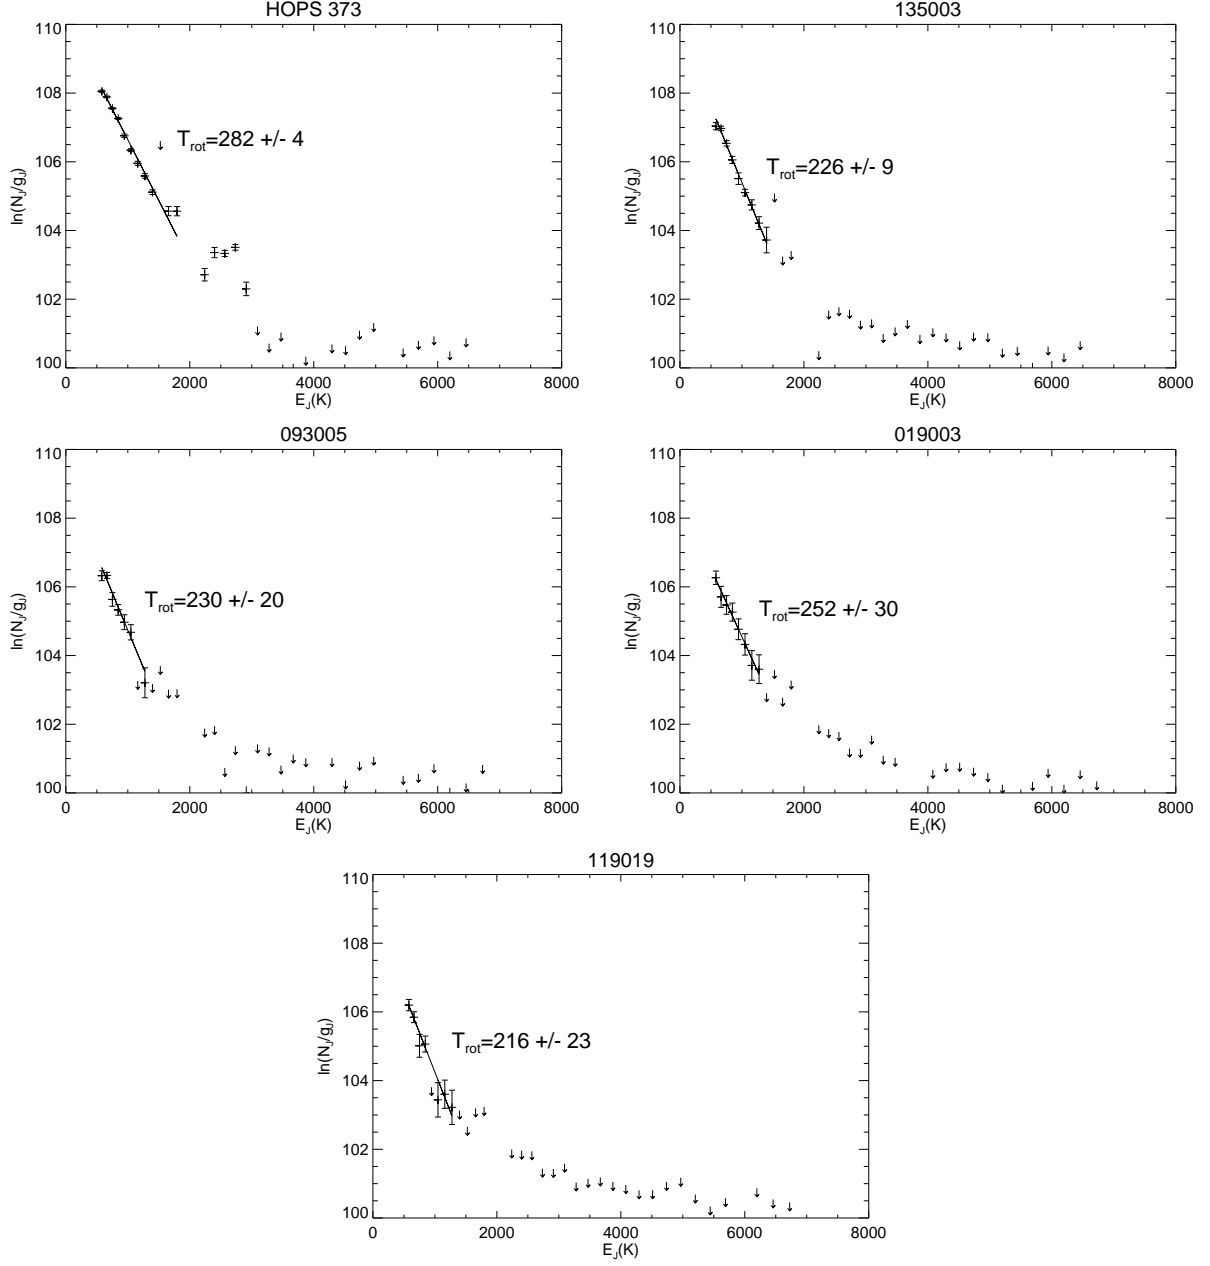 HOPS 373
110
108
106
104
102
100
ln(N_J/g_J)
T_rot=282 +/- 4
0 2000 4000 6000 8000
E_J(K)
135003
110
108
106
104
102
100
ln(N_J/g_J)
T_rot=226 +/- 9
0 2000 4000 6000 8000
E_J(K)
093005
110
108
106
104
102
100
ln(N_J/g_J)
T_rot=230 +/- 20
0 2000 4000 6000 8000
E_J(K)
019003
110
108
106
104
102
100
ln(N_J/g_J)
T_rot=252 +/- 30
0 2000 4000 6000 8000
E_J(K)
119019
110
108
106
104
102
100
ln(N_J/g_J)
T_rot=216 +/- 23
0 2000 4000 6000 8000
E_J(K)